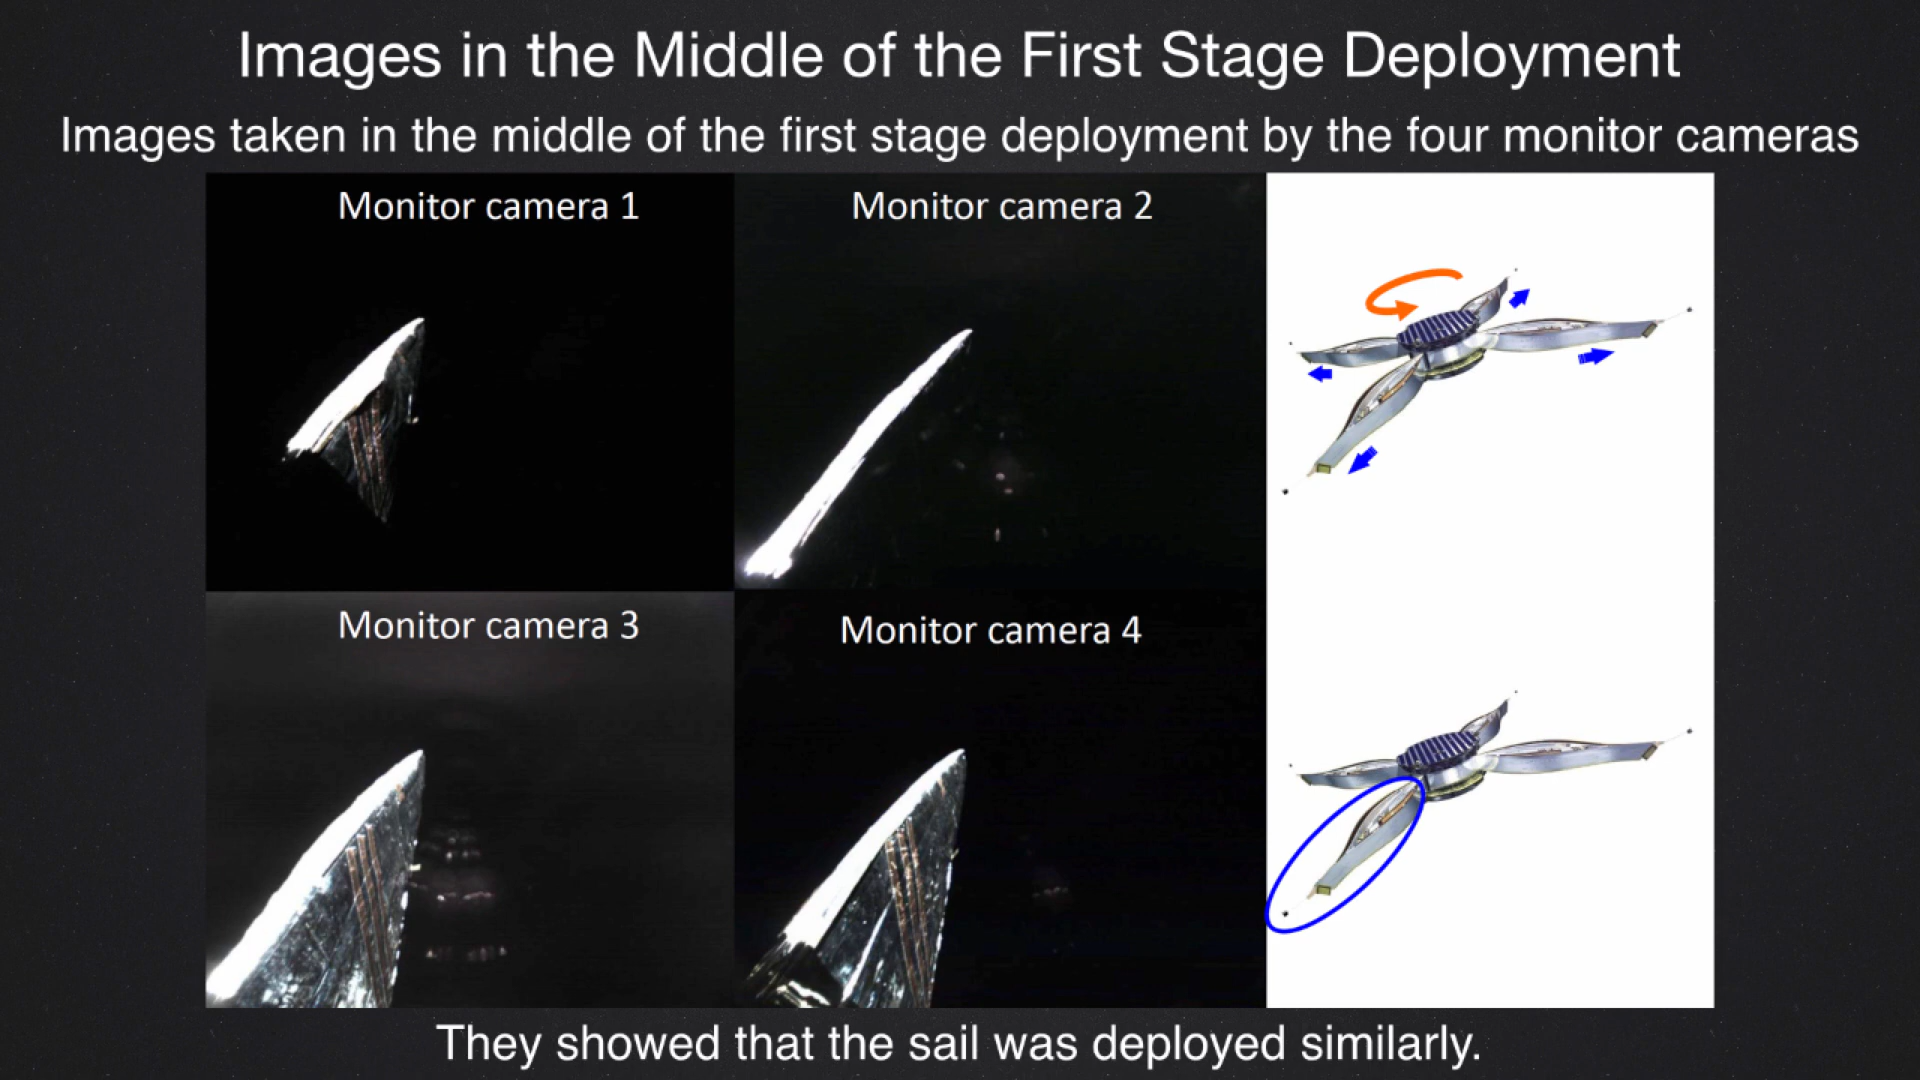 Images in the Middle of the First Stage Deployment
Images taken in the middle of the first stage deployment by the four monitor cameras
Monitor camera 1
Monitor camera 2
Monitor camera 3
Monitor camera 4
They showed that the sail was deployed similarly.